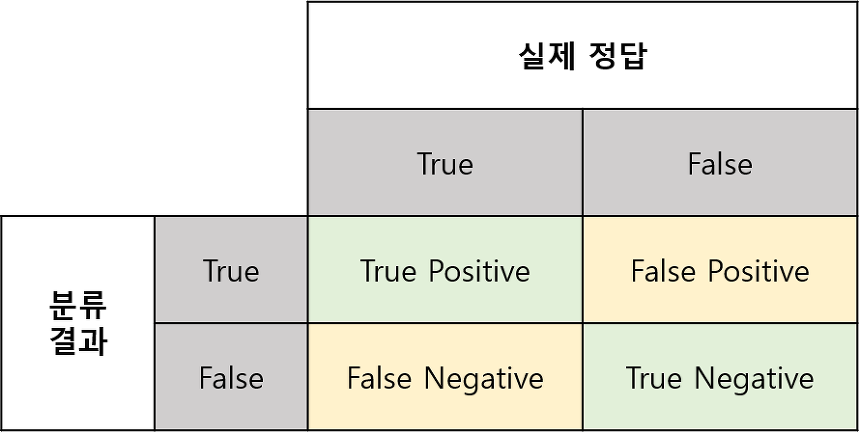 실제 정답
True
False
분류
결과
True
True Positive
False Positive
False
False Negative
True Negative